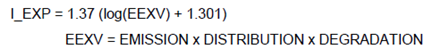 I_EXP = 1.37 (log(EEXV) + 1.301)
EEXV = EMISSION x DISTRIBUTION x DEGRADATION